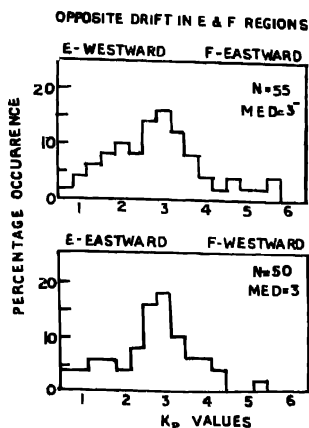 OPPOSITE DRIFT IN E & F REGIONS
E-WESTWARD F-EASTWARD
N=55
MED=3⁻
20
10
0
1 2 3 4 5 6
PERCENTAGE OCCURRENCE
E-EASTWARD F-WESTWARD
N=50
MED=3
20
10
0
1 2 3 4 5 6
Kp VALUES